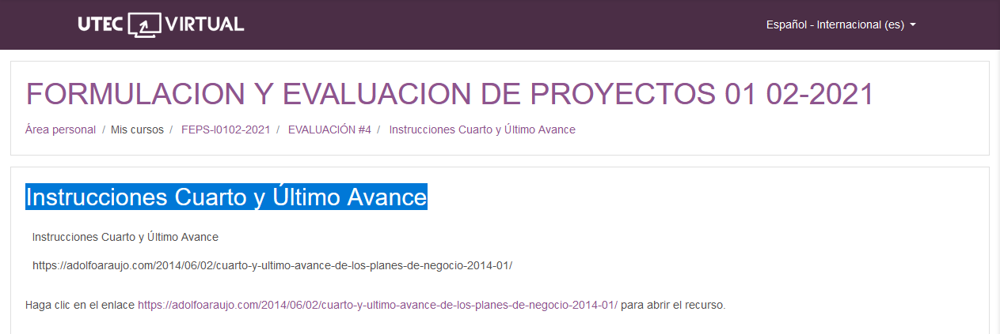 UTEC VIRTUAL
Español - Internacional (es)
FORMULACION Y EVALUACION DE PROYECTOS 01 02-2021
Área personal / Mis cursos / FEPS-I0102-2021 / EVALUACIÓN #4 / Instrucciones Cuarto y Último Avance
Instrucciones Cuarto y Último Avance
Instrucciones Cuarto y Último Avance
https://adolfoaraujo.com/2014/06/02/cuarto-y-ultimo-avance-de-los-planes-de-negocio-2014-01/
Haga clic en el enlace https://adolfoaraujo.com/2014/06/02/cuarto-y-ultimo-avance-de-los-planes-de-negocio-2014-01/ para abrir el recurso.